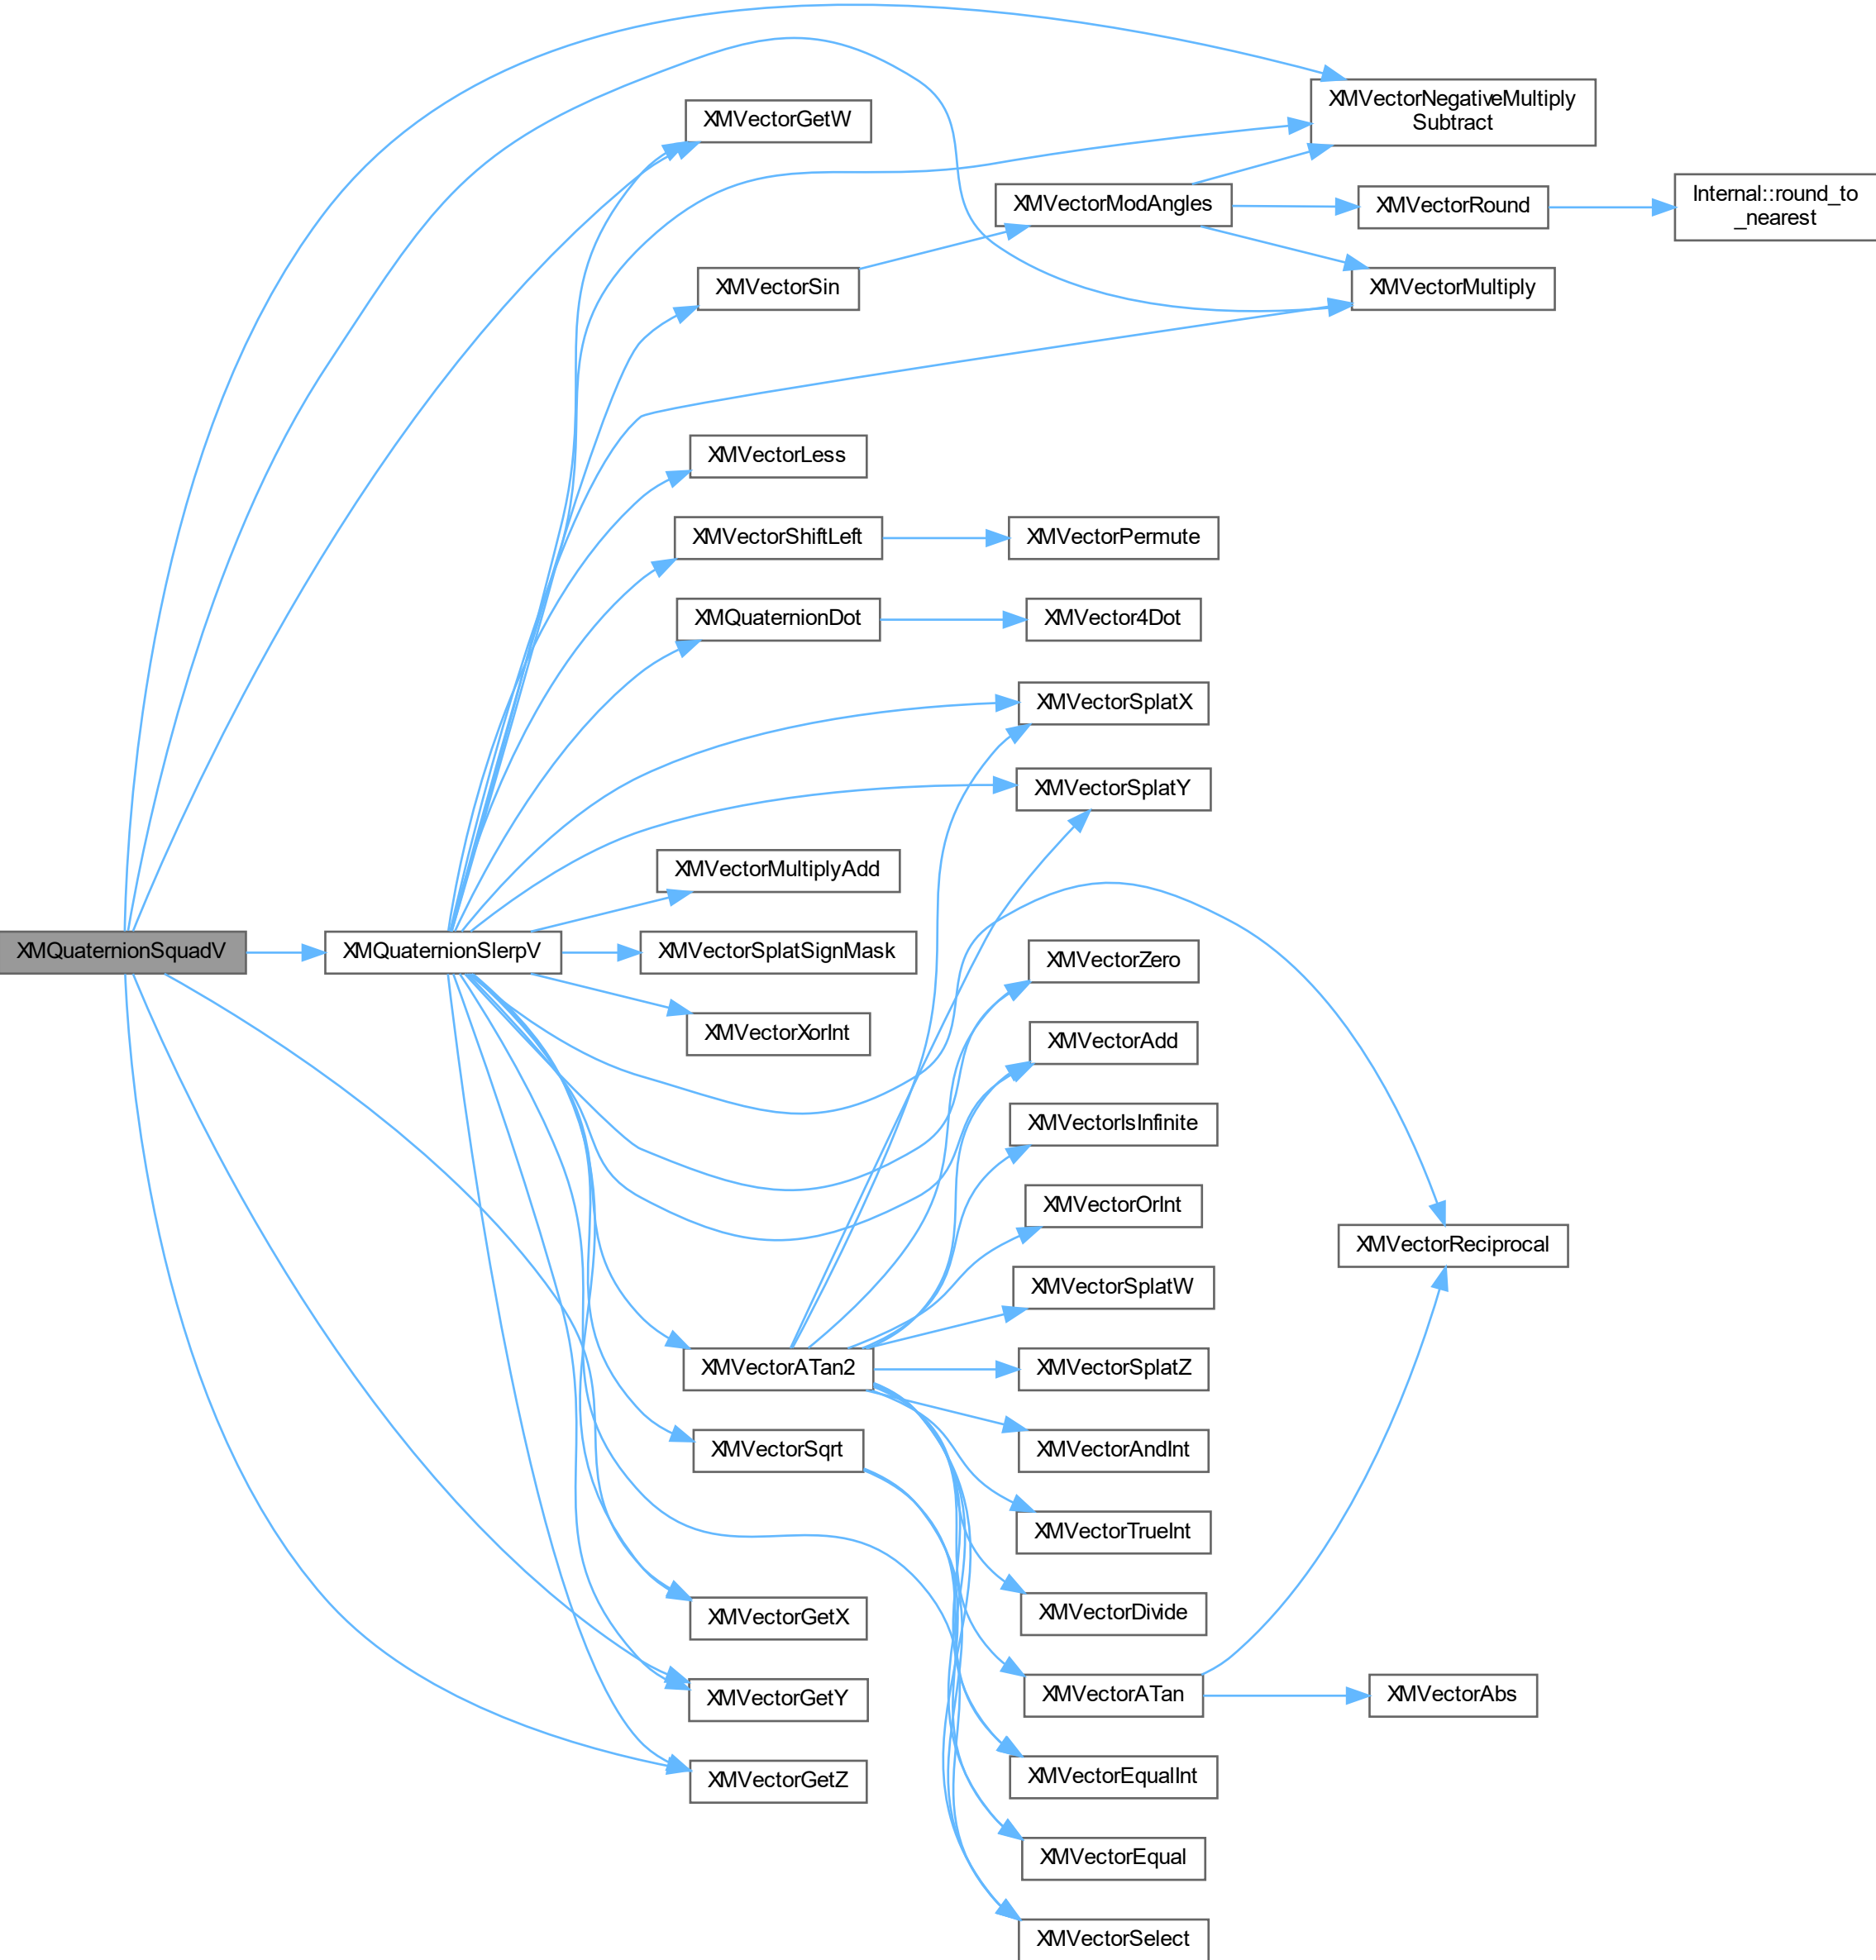 XMVectorNegativeMultiply
Subtract
XMVectorGetW
XMVectorModAngles
XMVectorRound
Internal::round_to
_nearest
XMVectorSin
XMVectorMultiply
XMVectorLess
XMVectorShiftLeft
XMVectorPermute
XMQuaternionDot
XMVector4Dot
XMVectorSplatX
XMVectorSplatY
XMVectorMultiplyAdd
XMQuaternionSquadV
XMQuaternionSlerpV
XMVectorSplatSignMask
XMVectorZero
XMVectorXorInt
XMVectorAdd
XMVectorIsInfinite
XMVectorOrInt
XMVectorReciprocal
XMVectorSplatW
XMVectorATan2
XMVectorSplatZ
XMVectorSqrt
XMVectorAndInt
XMVectorTrueInt
XMVectorGetX
XMVectorDivide
XMVectorGetY
XMVectorATan
XMVectorAbs
XMVectorGetZ
XMVectorEqualInt
XMVectorEqual
XMVectorSelect